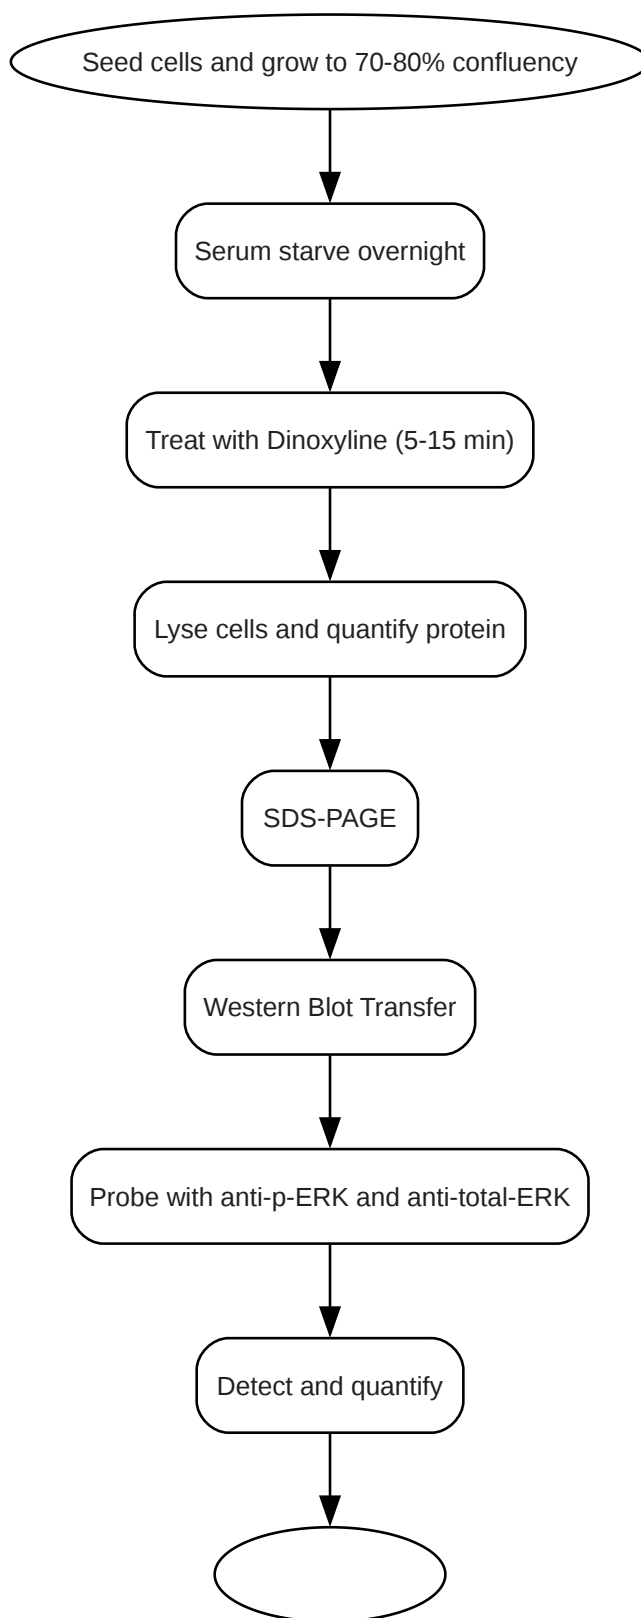 Seed cells and grow to 70-80% confluency
Serum starve overnight
Treat with Dinoxyline (5-15 min)
Lyse cells and quantify protein
SDS-PAGE
Western Blot Transfer
Probe with anti-p-ERK and anti-total-ERK
Detect and quantify